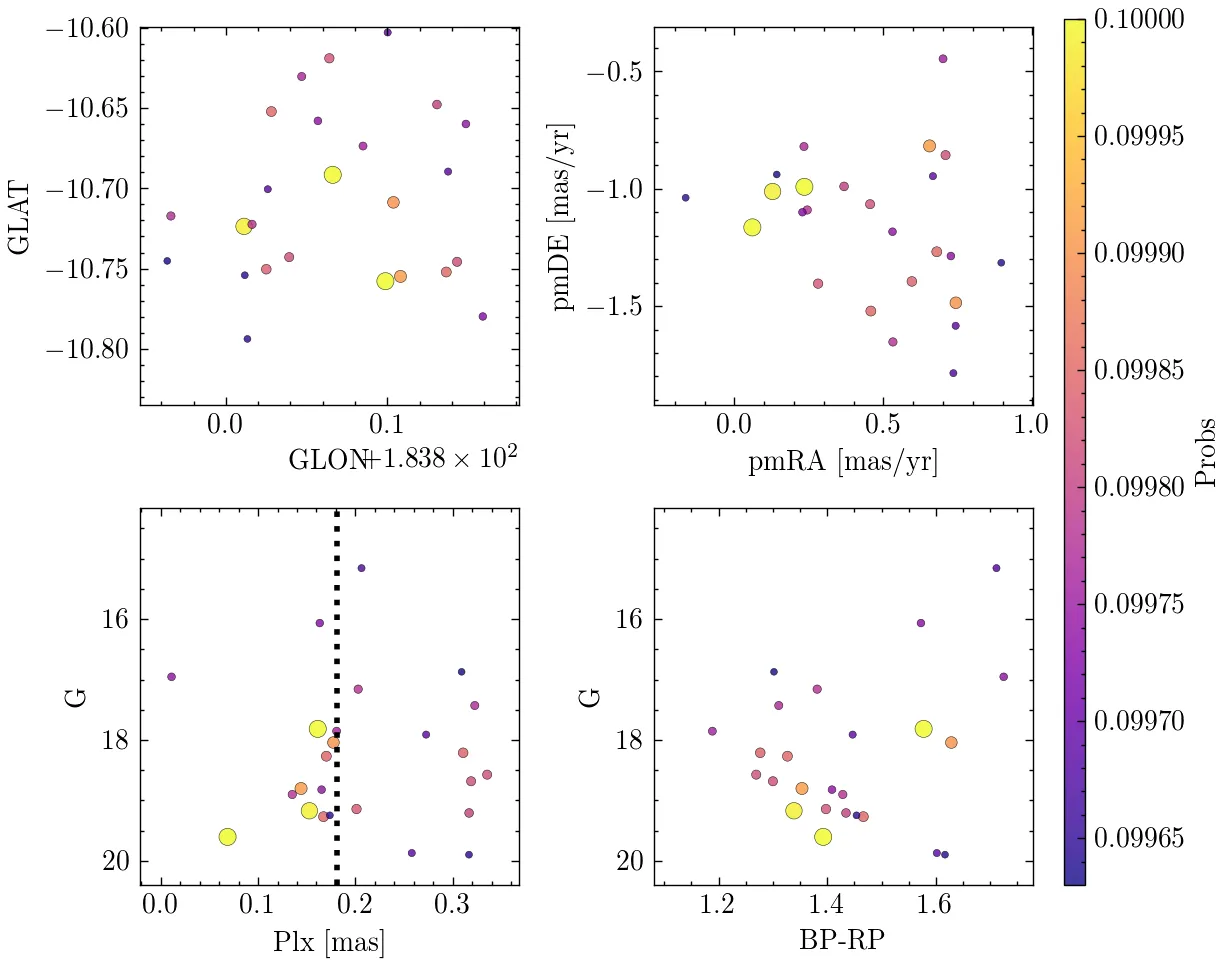 −10.60
−10.65
−10.70
−10.75
−10.80
GLAT
0.0 0.1
GLON+1.838 × 10²
−0.5
−1.0
−1.5
pmDE [mas/yr]
0.0 0.5 1.0
pmRA [mas/yr]
16
18
20
G
0.0 0.1 0.2 0.3
Plx [mas]
16
18
20
G
1.2 1.4 1.6
BP-RP
0.10000
0.09995
0.09990
0.09985
0.09980
0.09975
0.09970
0.09965
Probs